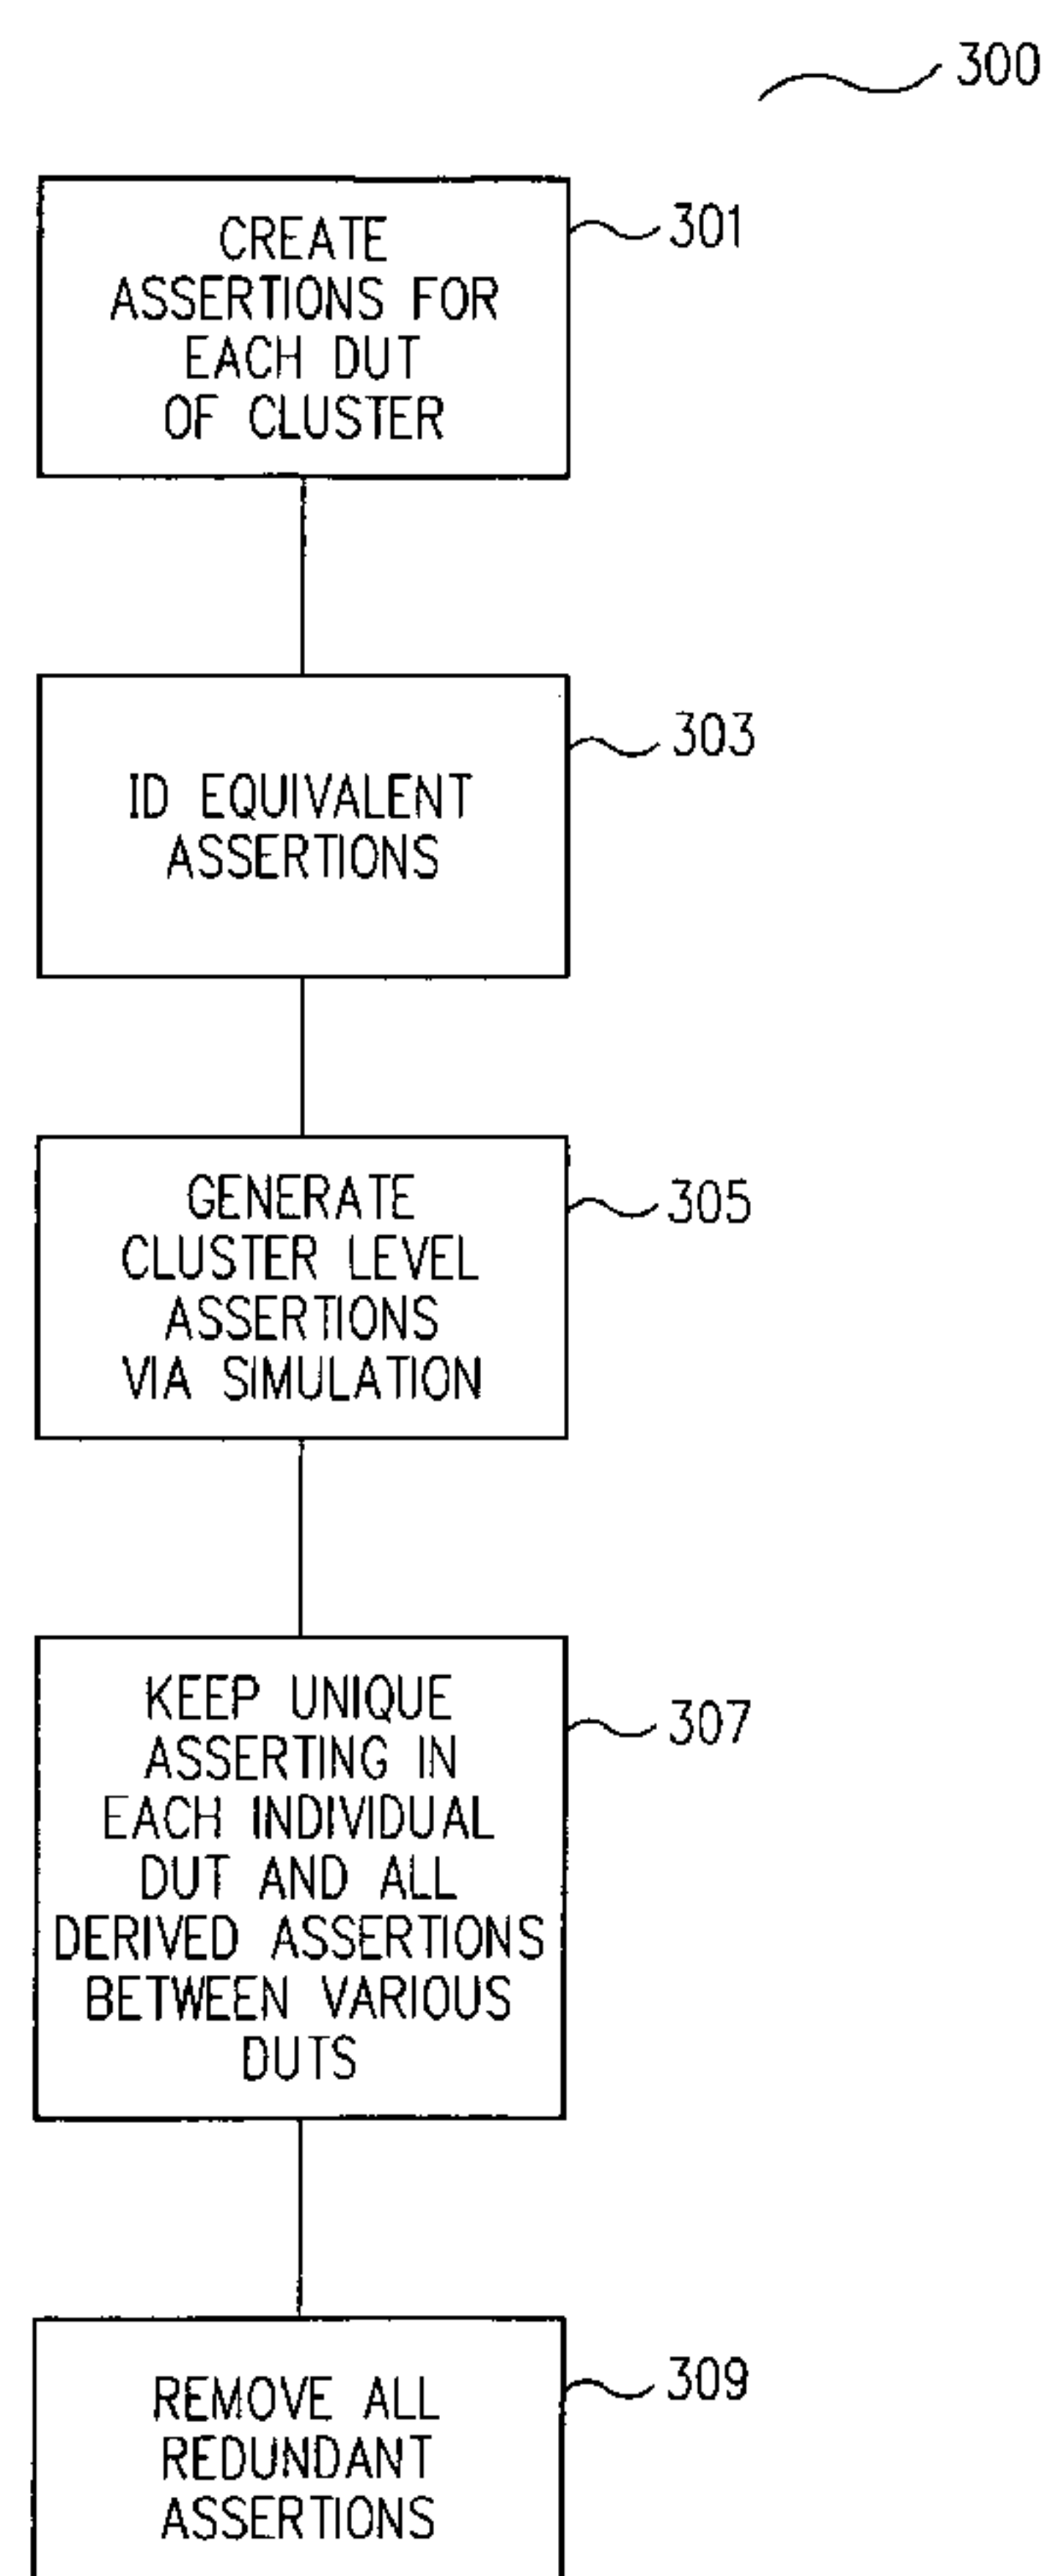 300
CREATE
ASSERTIONS FOR
EACH DUT
OF CLUSTER
301
ID EQUIVALENT
ASSERTIONS
303
GENERATE
CLUSTER LEVEL
ASSERTIONS
VIA SIMULATION
305
KEEP UNIQUE
ASSERTING IN
EACH INDIVIDUAL
DUT AND ALL
DERIVED ASSERTIONS
BETWEEN VARIOUS
DUTS
307
REMOVE ALL
REDUNDANT
ASSERTIONS
309